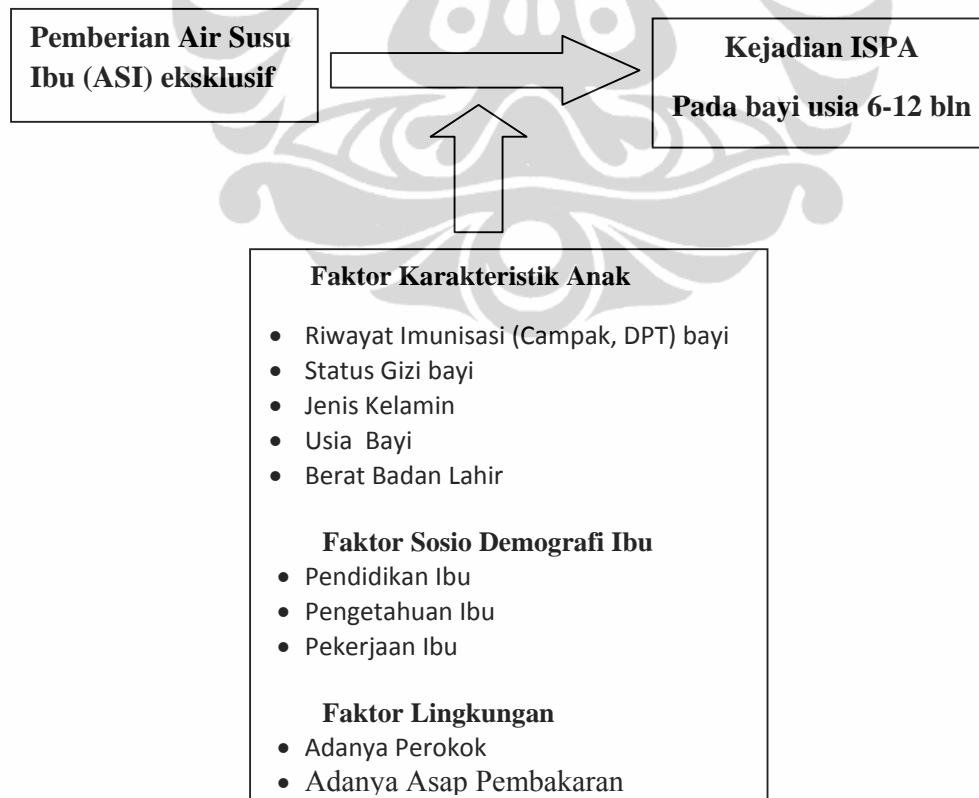 Pemberian Air Susu
Ibu (ASI) eksklusif
Kejadian ISPA
Pada bayi usia 6-12 bln
Faktor Karakteristik Anak
• Riwayat Imunisasi (Campak, DPT) bayi
• Status Gizi bayi
• Jenis Kelamin
• Usia Bayi
• Berat Badan Lahir
Faktor Sosio Demografi Ibu
• Pendidikan Ibu
• Pengetahuan Ibu
• Pekerjaan Ibu
Faktor Lingkungan
• Adanya Perokok
• Adanya Asap Pembakaran